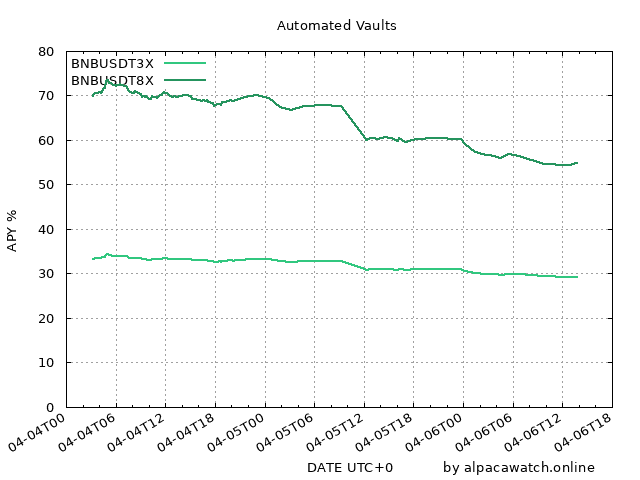 Automated Vaults
BNBUSDT3X
BNBUSDT8X
APY %
80
70
60
50
40
30
20
10
0
04-04T00
04-04T06
04-04T12
04-04T18
04-05T00
04-05T06
04-05T12
04-05T18
04-06T00
04-06T06
04-06T12
04-06T18
DATE UTC+0
by alpacawatch.online